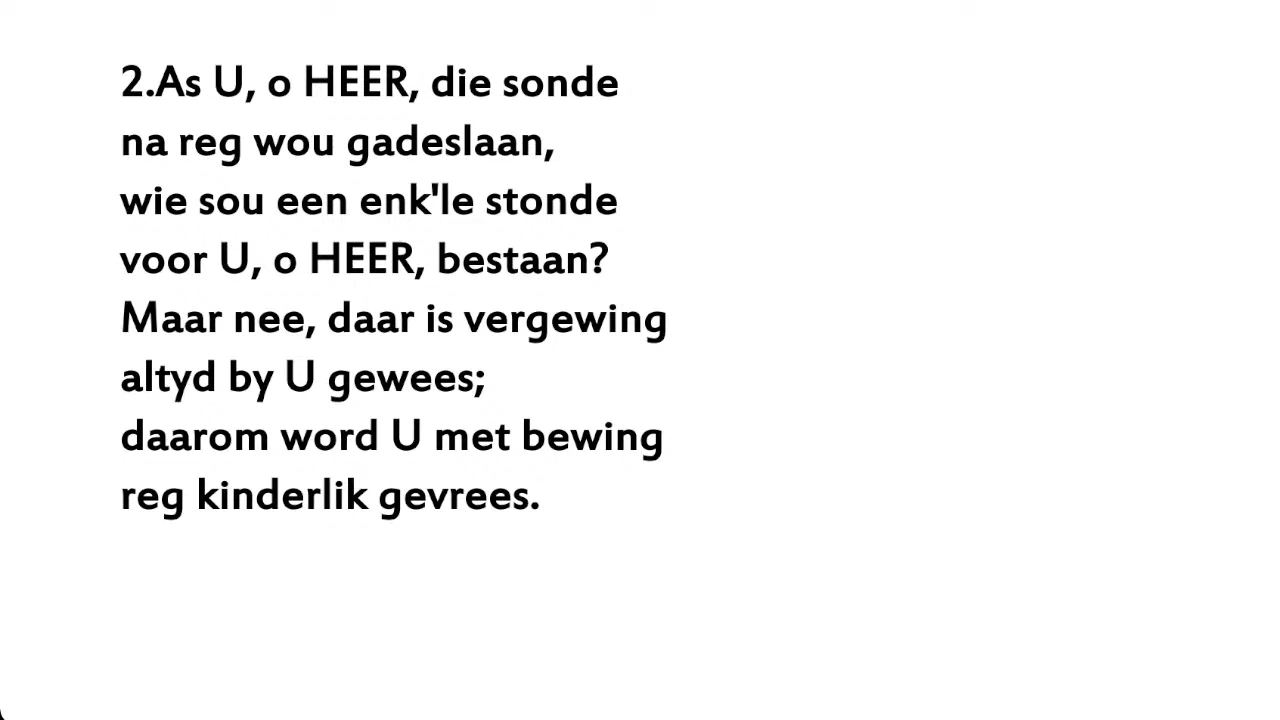 2.As U, o HEER, die sonde
na reg wou gadeslaan,
wie sou een enk'le stonde
voor U, o HEER, bestaan?
Maar nee, daar is vergewing
altyd by U gewees;
daarom word U met bewing
reg kinderlik gevrees.